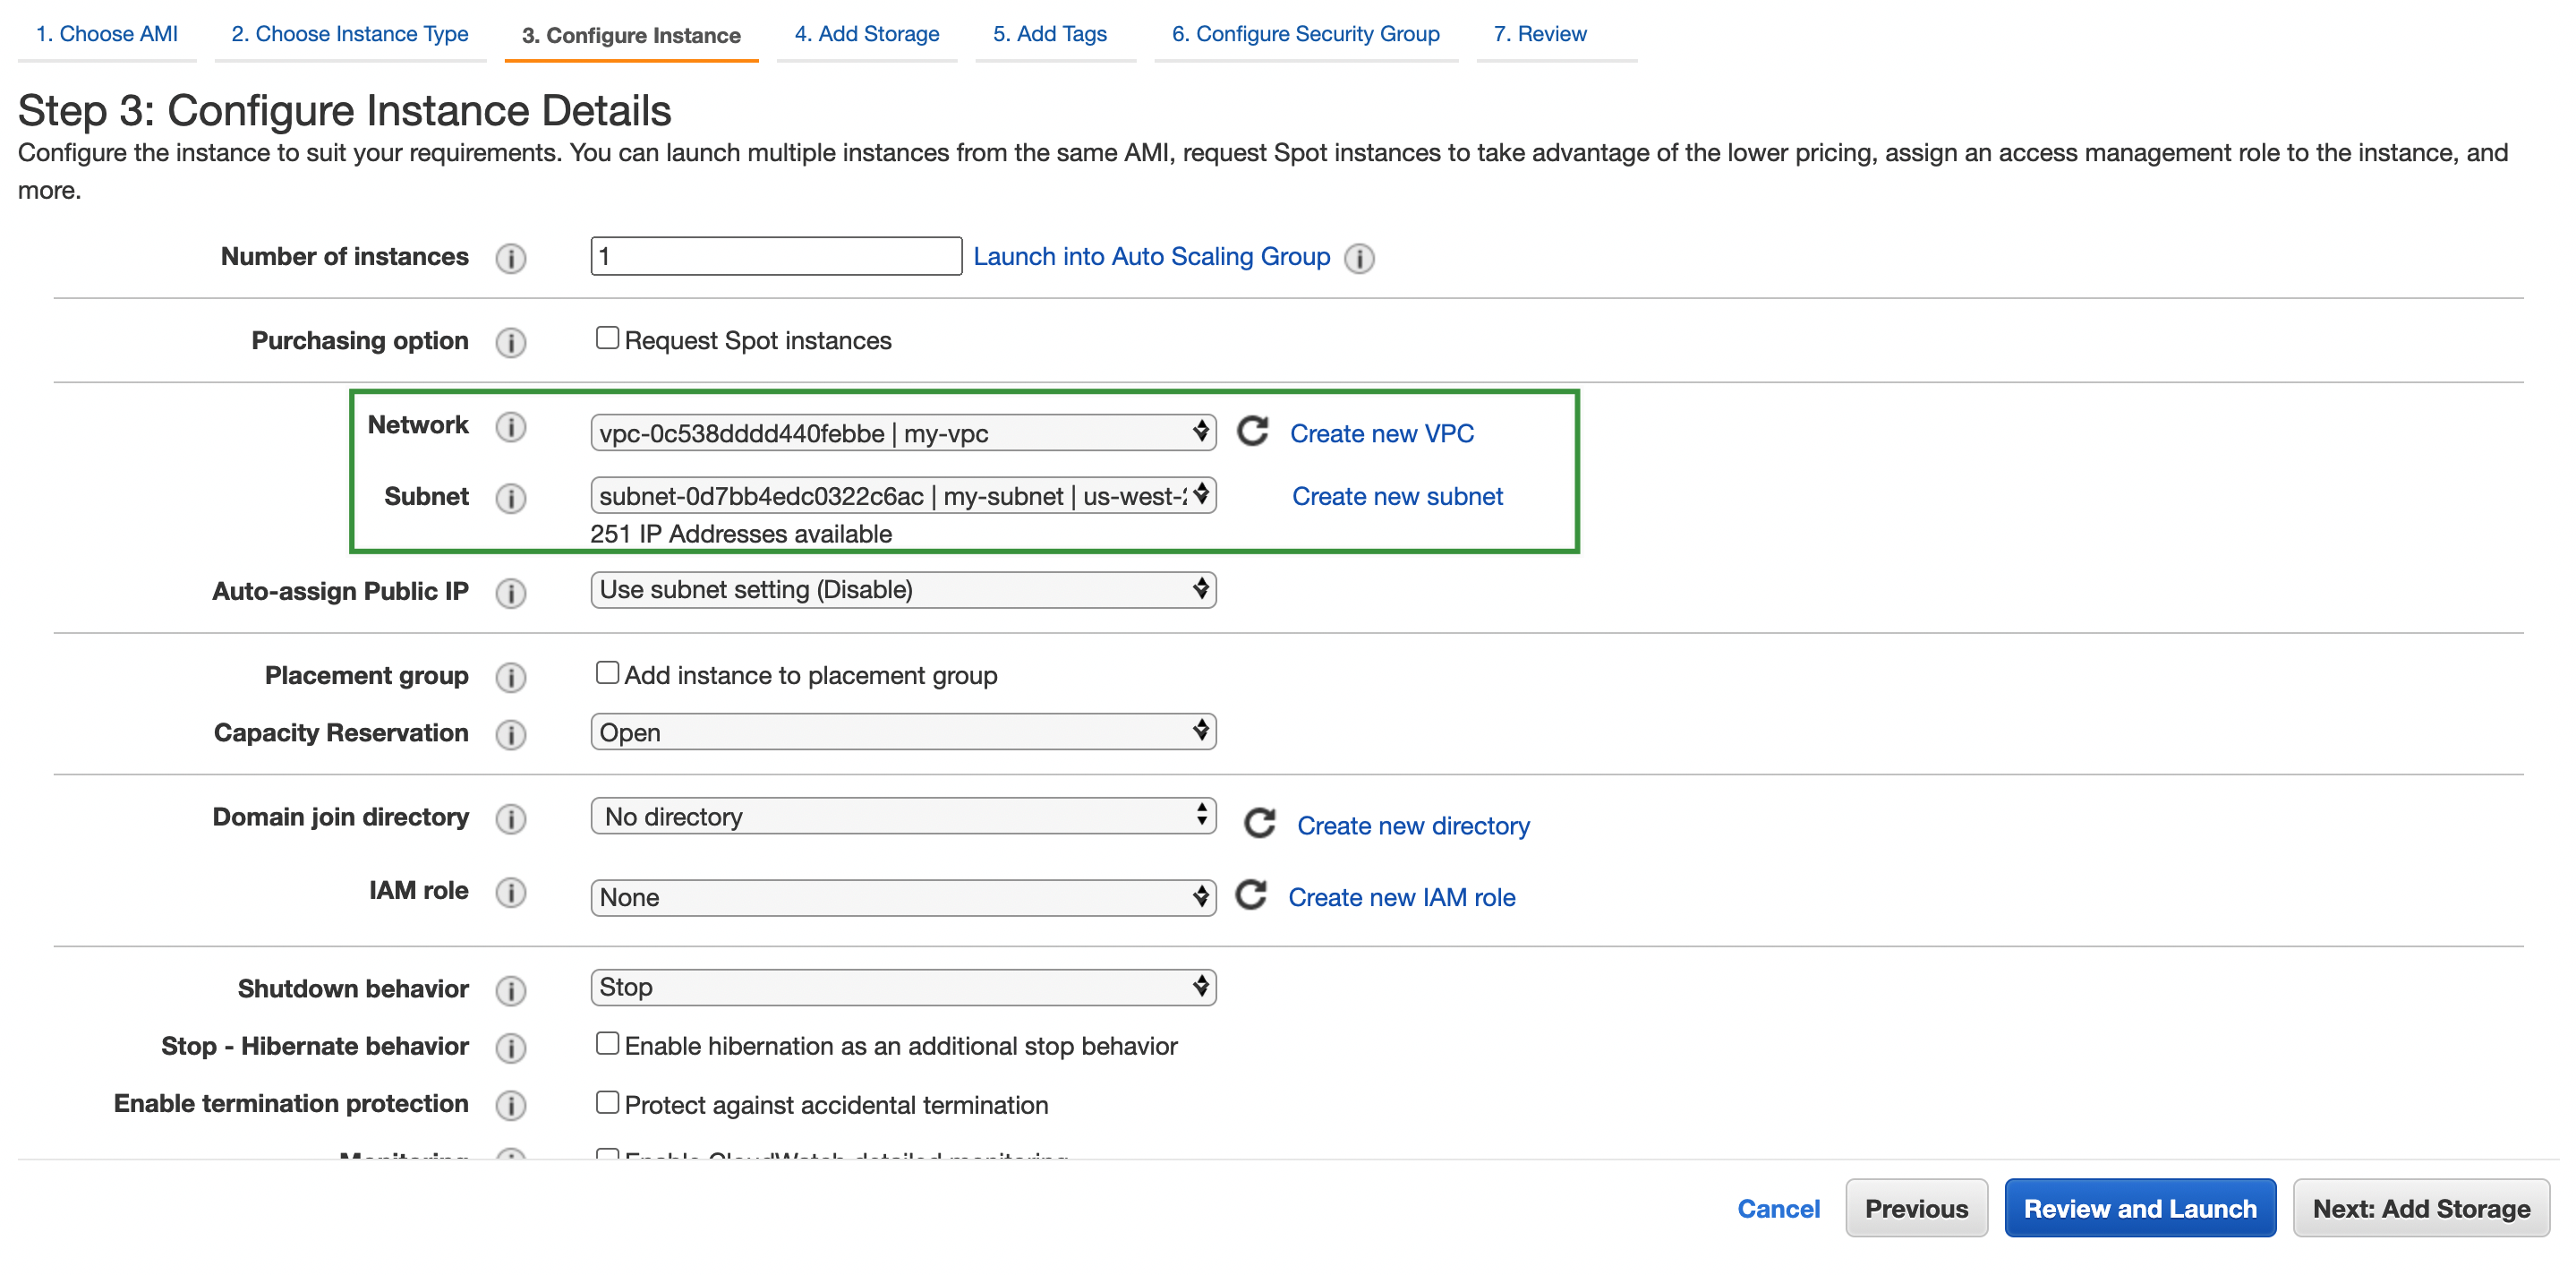 1. Choose AMI 2. Choose Instance Type 3. Configure Instance 4. Add Storage 5. Add Tags 6. Configure Security Group 7. Review
Step 3: Configure Instance Details
Configure the instance to suit your requirements. You can launch multiple instances from the same AMI, request Spot instances to take advantage of the lower pricing, assign an access management role to the instance, and
more.
Number of instances 1 Launch into Auto Scaling Group
Purchasing option Request Spot instances
Network vpc-0c538dddd440febbe | my-vpc Create new VPC
Subnet subnet-0d7bb4edc0322c6ac | my-subnet | us-west-2 Create new subnet
251 IP Addresses available
Auto-assign Public IP Use subnet setting (Disable)
Placement group Add instance to placement group
Capacity Reservation Open
Domain join directory No directory Create new directory
IAM role None Create new IAM role
Shutdown behavior Stop
Stop - Hibernate behavior Enable hibernation as an additional stop behavior
Enable termination protection Protect against accidental termination
Monitoring Enable CloudWatch detailed monitoring
Cancel Previous Review and Launch Next: Add Storage